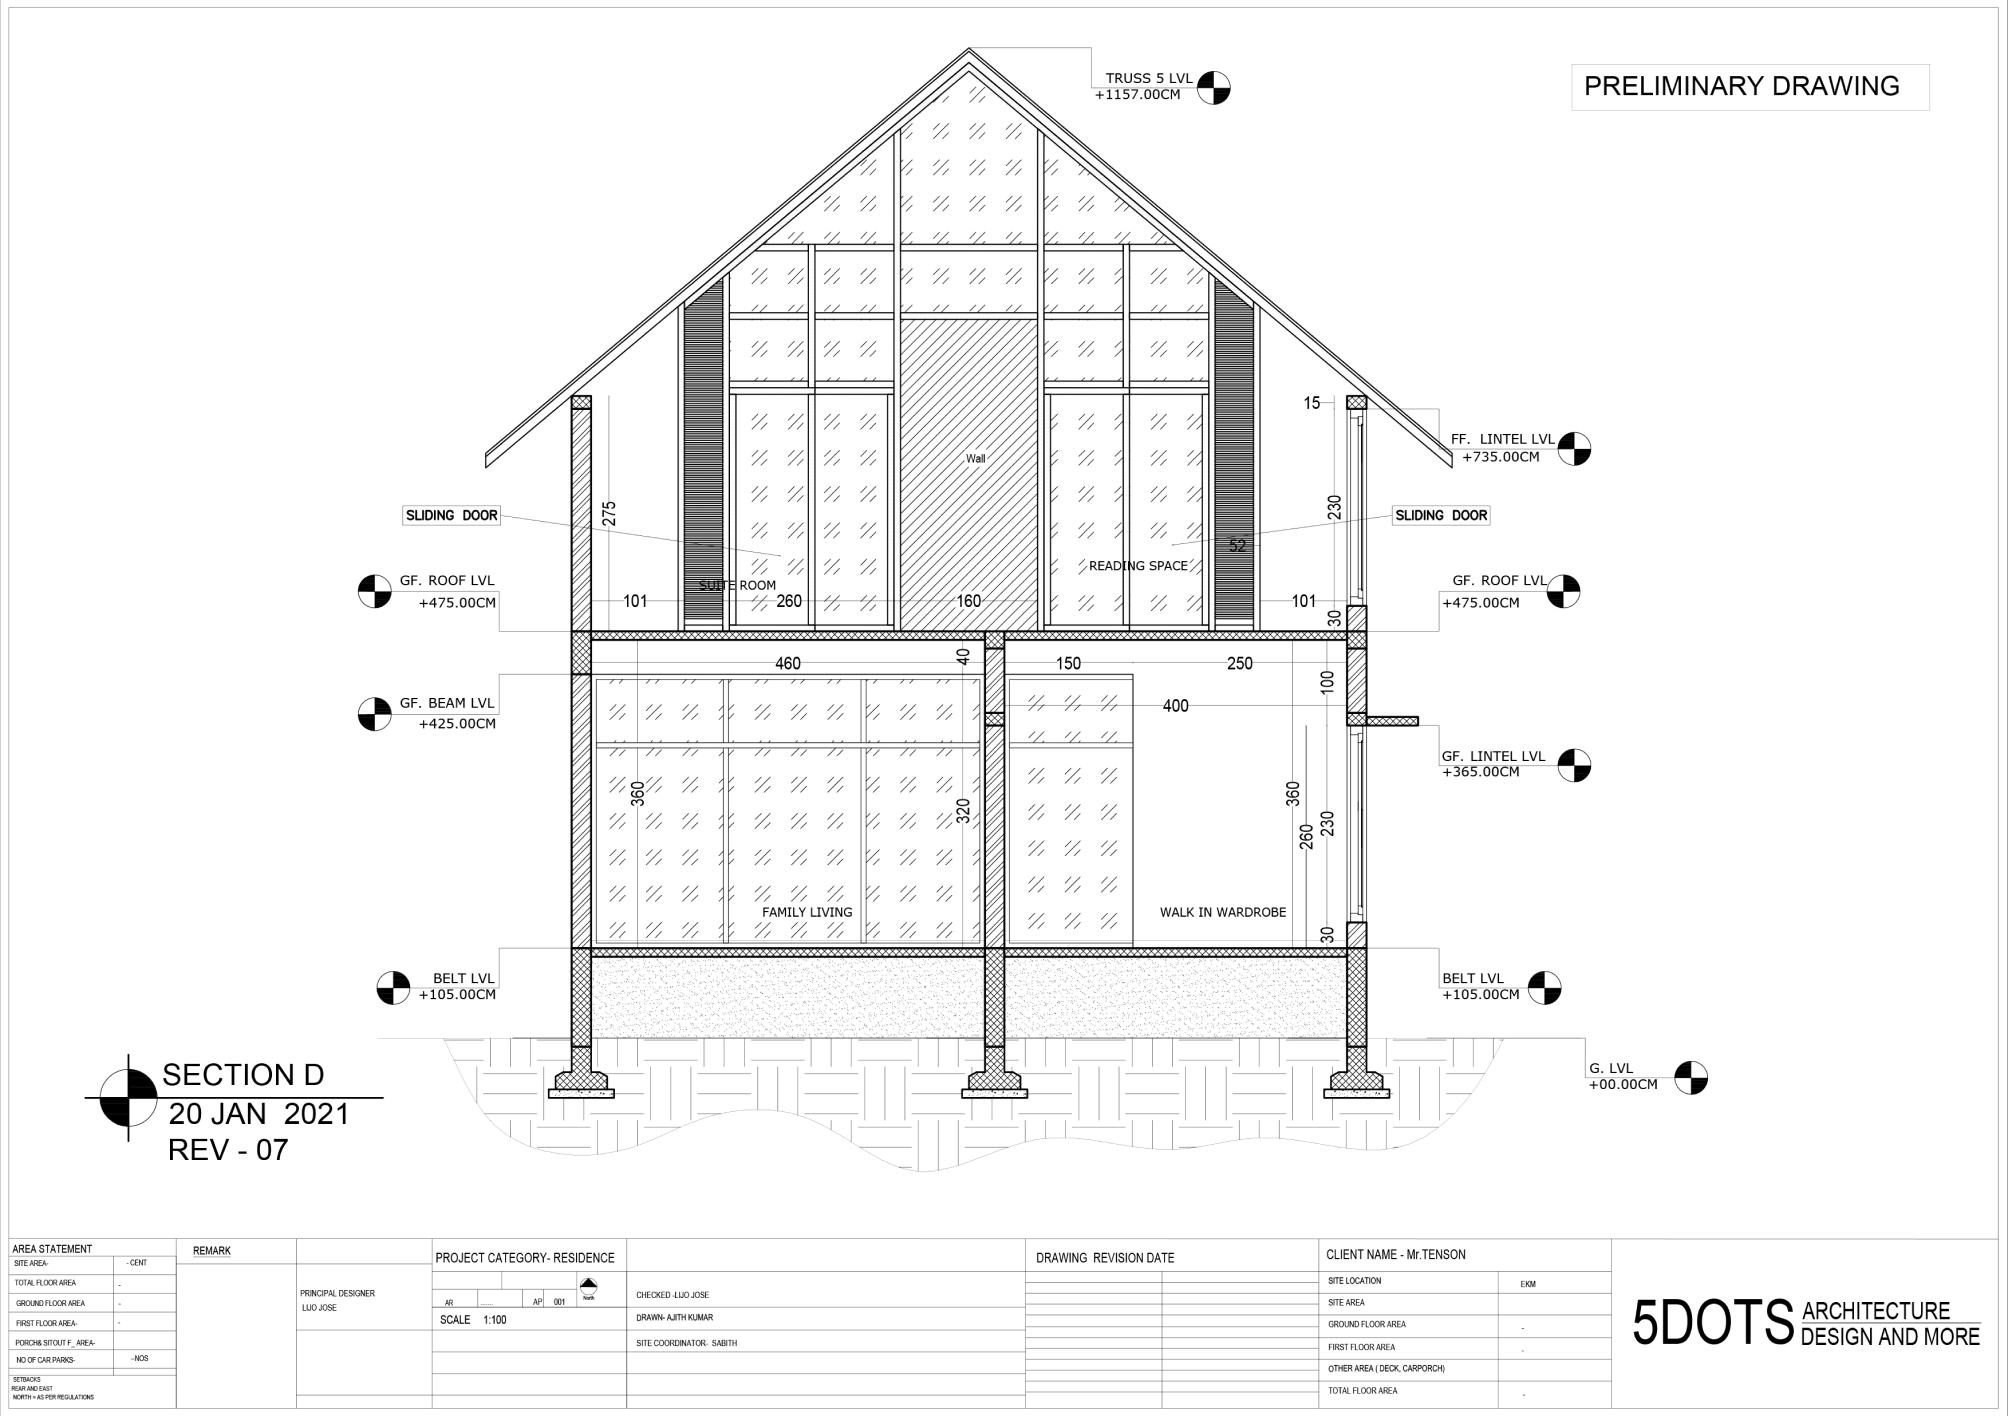 TRUSS 5 LVL
+1157.00CM
PRELIMINARY DRAWING
15
FF.  LINTEL LVL
+735.00CM
Wall
SLIDING  DOOR
275
230
SLIDING  DOOR
52
READING SPACE
SUITE ROOM
GF. ROOF LVL
+475.00CM
101
260
160
101
30
GF. ROOF LVL
+475.00CM
460
40
150
250
100
GF. BEAM LVL
+425.00CM
400
GF. LINTEL LVL
+365.00CM
360
320
360
260
230
FAMILY LIVING
WALK IN WARDROBE
30
BELT LVL
+105.00CM
BELT LVL
+105.00CM
G. LVL
+00.00CM
SECTION D
20 JAN  2021
REV - 07
AREA STATEMENT
SITE AREA-
- CENT
TOTAL FLOOR AREA
-
GROUND FLOOR AREA
-
FIRST FLOOR AREA-
-
PORCH& SITOUT F_ AREA-
NO OF CAR PARKS-
--NOS
SETBACKS
REAR AND EAST
NORTH = AS PER REGULATIONS
REMARK
PRINCIPAL DESIGNER
LIJO JOSE
PROJECT CATEGORY- RESIDENCE
North
AR
......
AP
001
SCALE    1:100
CHECKED -LIJO JOSE
DRAWN- AJITH KUMAR
SITE COORDINATOR-  SABITH
DRAWING  REVISION DATE
CLIENT NAME - Mr.TENSON
SITE LOCATION
EKM
SITE AREA
GROUND FLOOR AREA
-
FIRST FLOOR AREA
-
OTHER AREA ( DECK, CARPORCH)
TOTAL FLOOR AREA
-
5DOTS ARCHITECTURE
DESIGN AND MORE